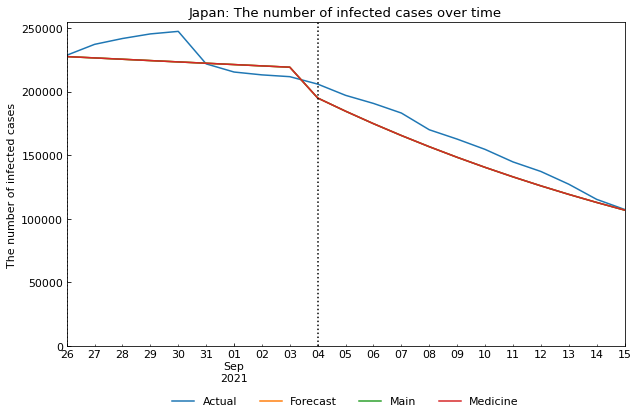 Japan: The number of infected cases over time
The number of infected cases
250000
200000
150000
100000
50000
0
26 27 28 29 30 31 01 02 03 04 05 06 07 08 09 10 11 12 13 14 15
Sep
2021
Actual Forecast Main Medicine